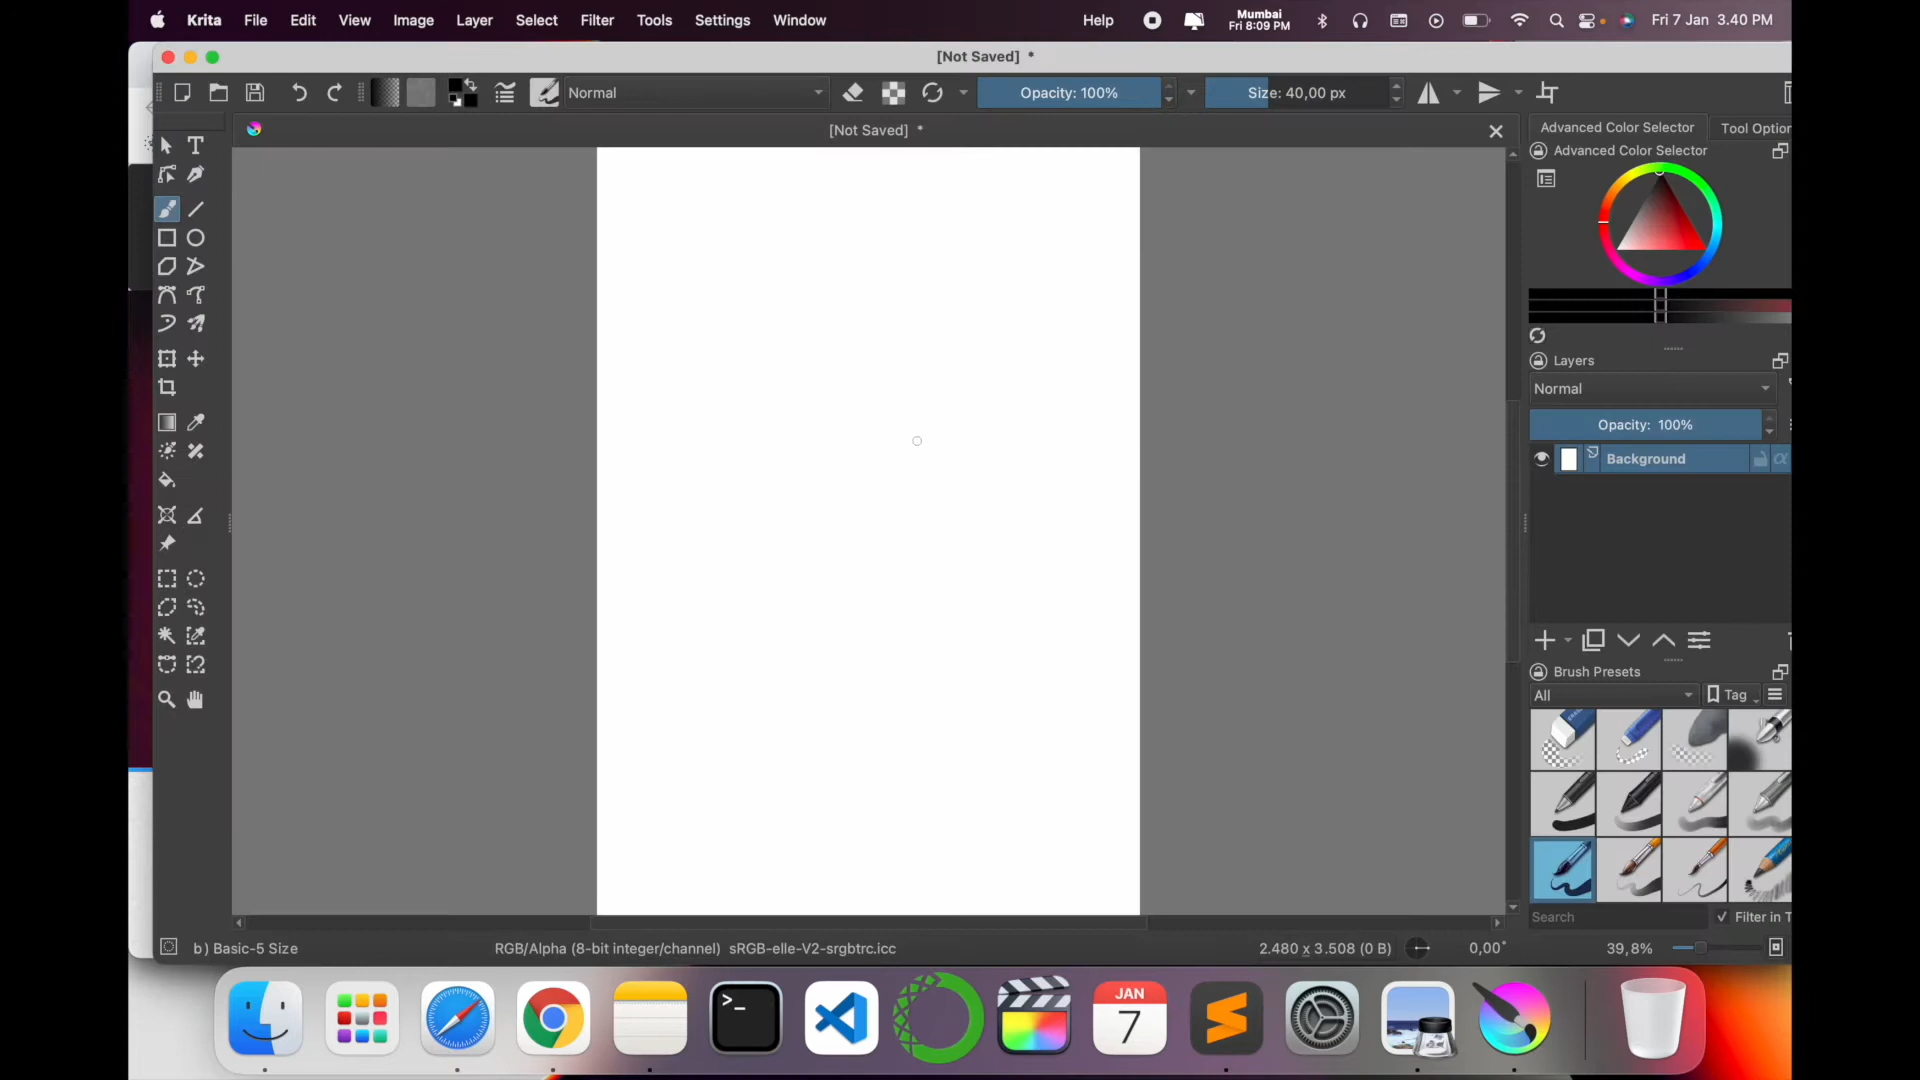 Krita File Edit View Image Layer Select Filter Tools Settings Window Help Mumbai Fri 8:09 PM Fri 7 Jan 3.40 PM
[Not Saved] *
Normal Opacity: 100% Size: 40,00 px
[Not Saved] *
Advanced Color Selector Tool Option
Advanced Color Selector
Layers
Normal
Opacity: 100%
Background
Brush Presets
All Tag
Search Filter in T
b) Basic-5 Size RGB/Alpha (8-bit integer/channel) sRGB-elle-V2-srgbtrc.icc 2.480 x 3.508 (0 B) 0,00° 39,8%
JAN
7